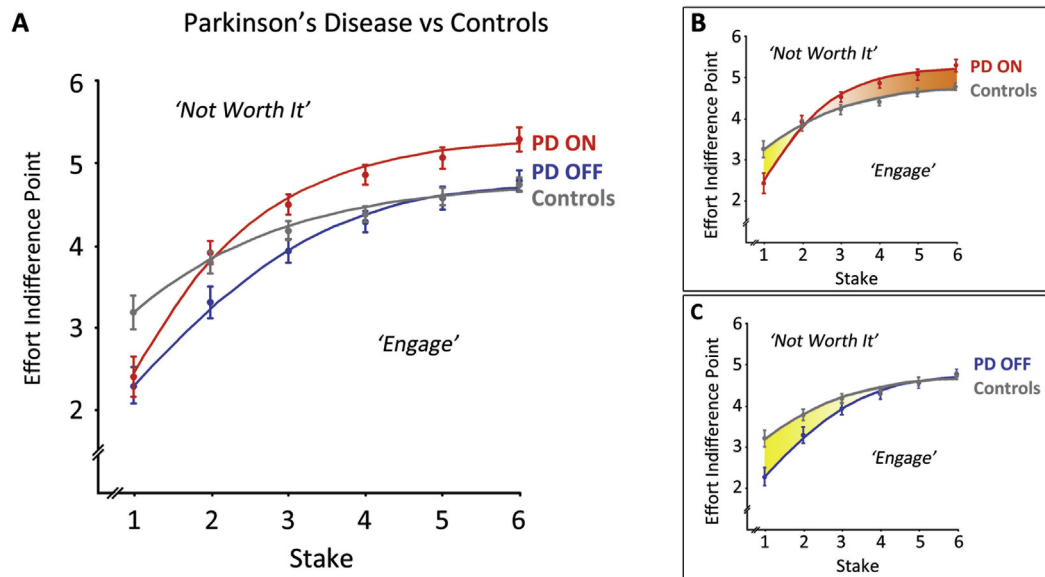 A
Parkinson's Disease vs Controls
Effort Indifference Point
6
5
4
3
2
'Not Worth It'
PD ON
PD OFF
Controls
'Engage'
1 2 3 4 5 6
Stake
B
Effort Indifference Point
6
5
4
3
2
'Not Worth It'
PD ON
Controls
'Engage'
1 2 3 4 5 6
Stake
C
Effort Indifference Point
6
5
4
3
2
'Not Worth It'
PD OFF
Controls
'Engage'
1 2 3 4 5 6
Stake